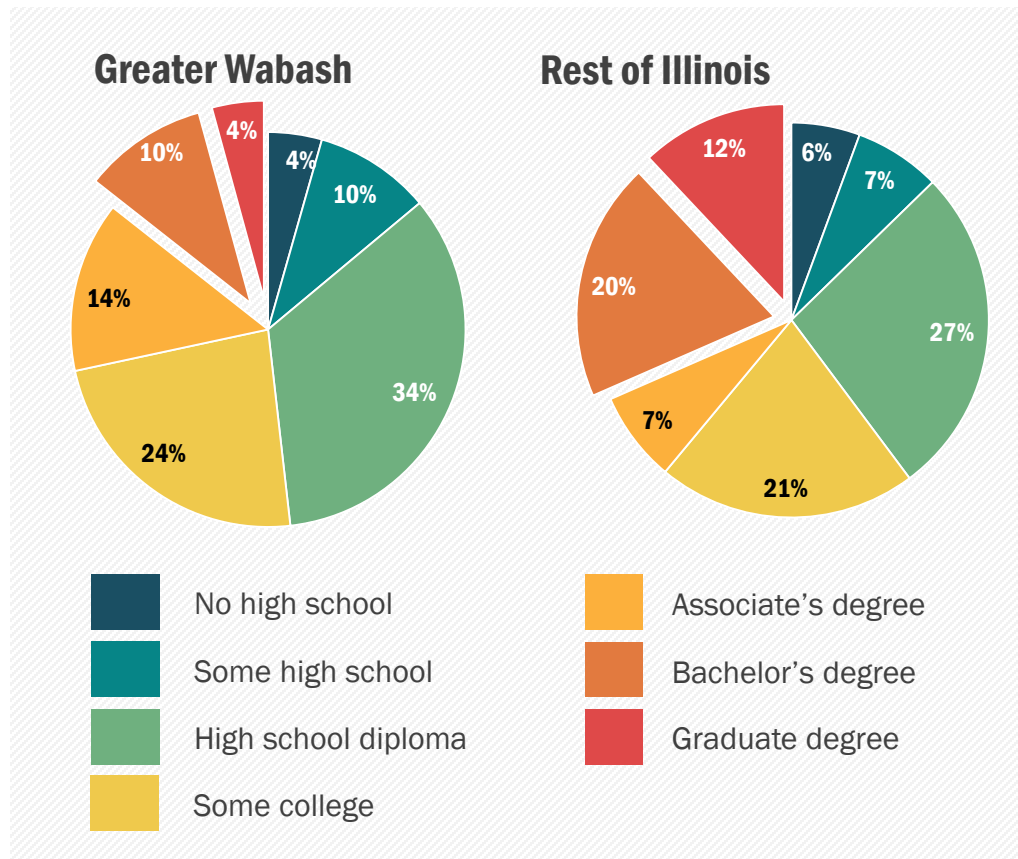 Greater Wabash
4%
10%
34%
24%
14%
10%
4%
Rest of Illinois
6%
7%
27%
21%
7%
20%
12%
No high school
Some high school
High school diploma
Some college
Associate’s degree
Bachelor’s degree
Graduate degree